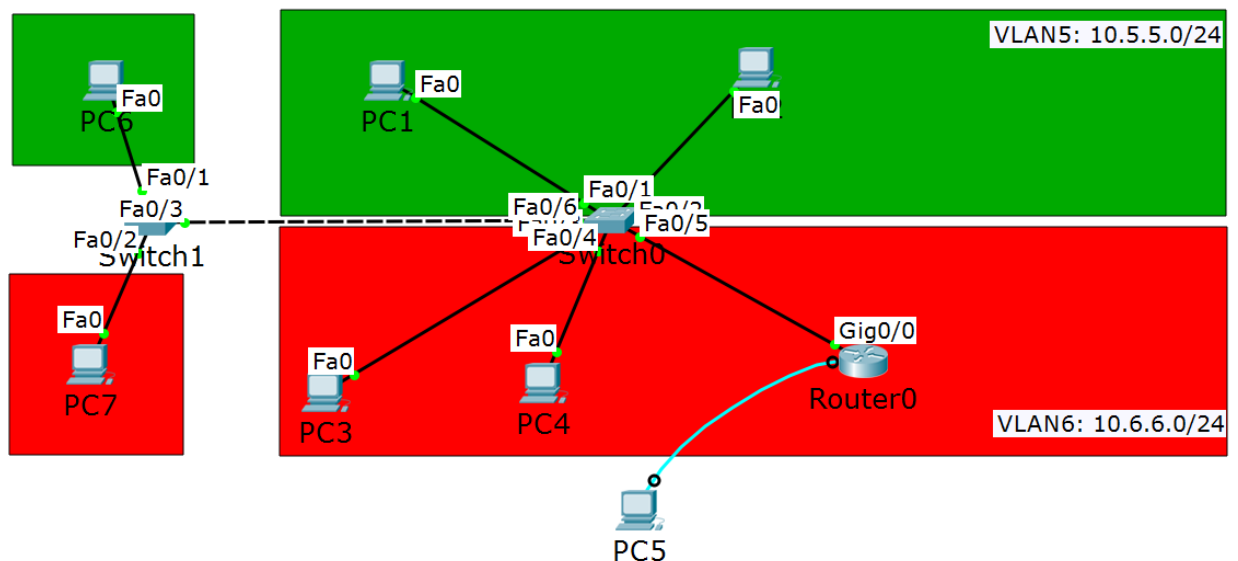 VLAN5: 10.5.5.0/24
Fa0
PC6
Fa0
PC1
Fa0
Fa0/1
Fa0/3
Fa0/2
Switch1
Fa0/1
Fa0/6
Fa0/5
Fa0/4
Switch0
Fa0
PC7
Fa0
PC3
Fa0
PC4
Gig0/0
Router0
VLAN6: 10.6.6.0/24
PC5